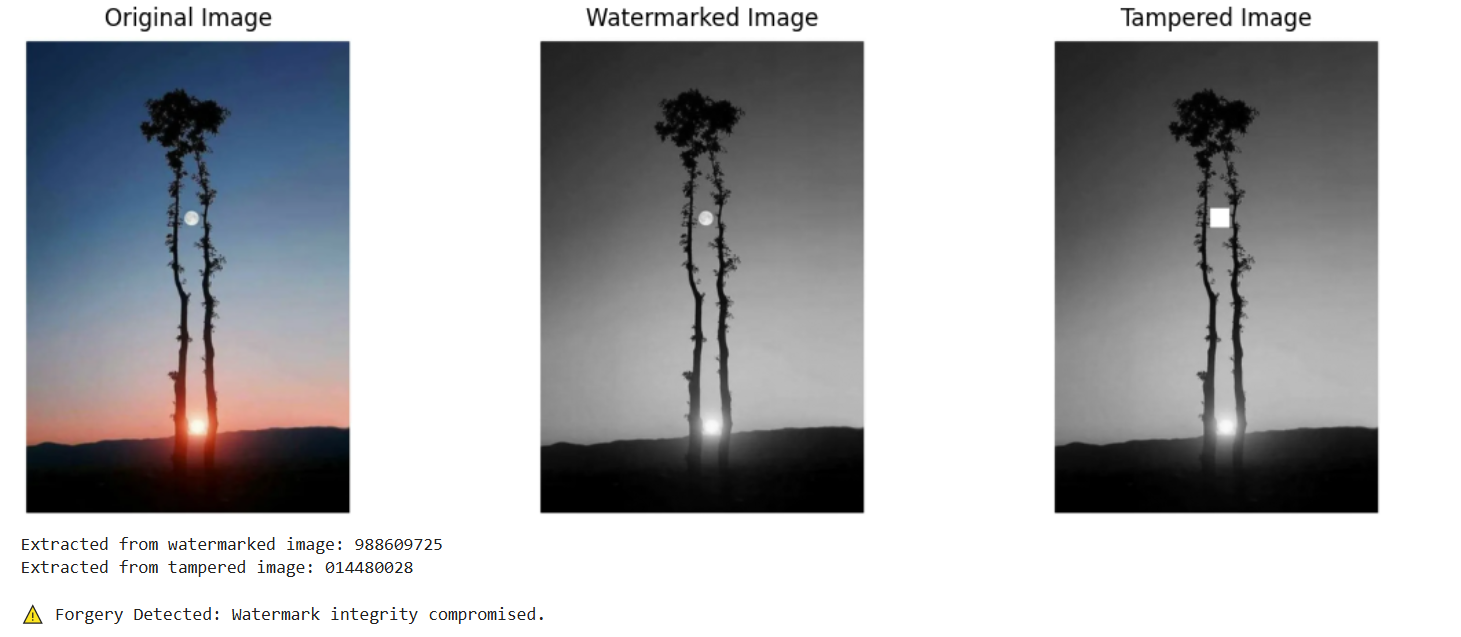 Original Image
Watermarked Image
Tampered Image
Extracted from watermarked image: 988609725
Extracted from tampered image: 014480028
⚠ Forgery Detected: Watermark integrity compromised.